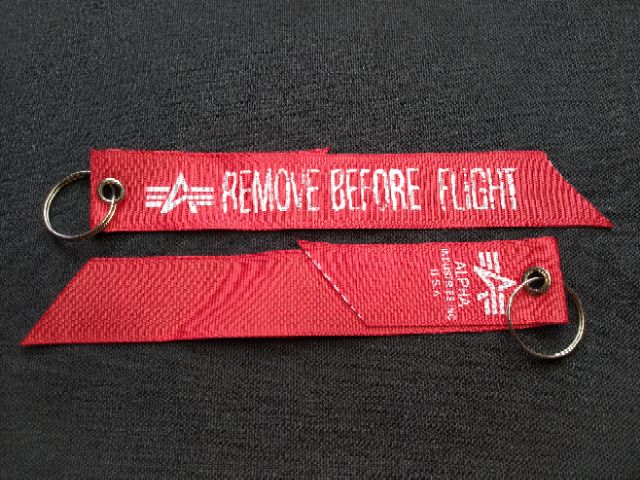 REMOVE BEFORE FLIGHT
ALPHA
INDUSTRIES INC
U.S.A